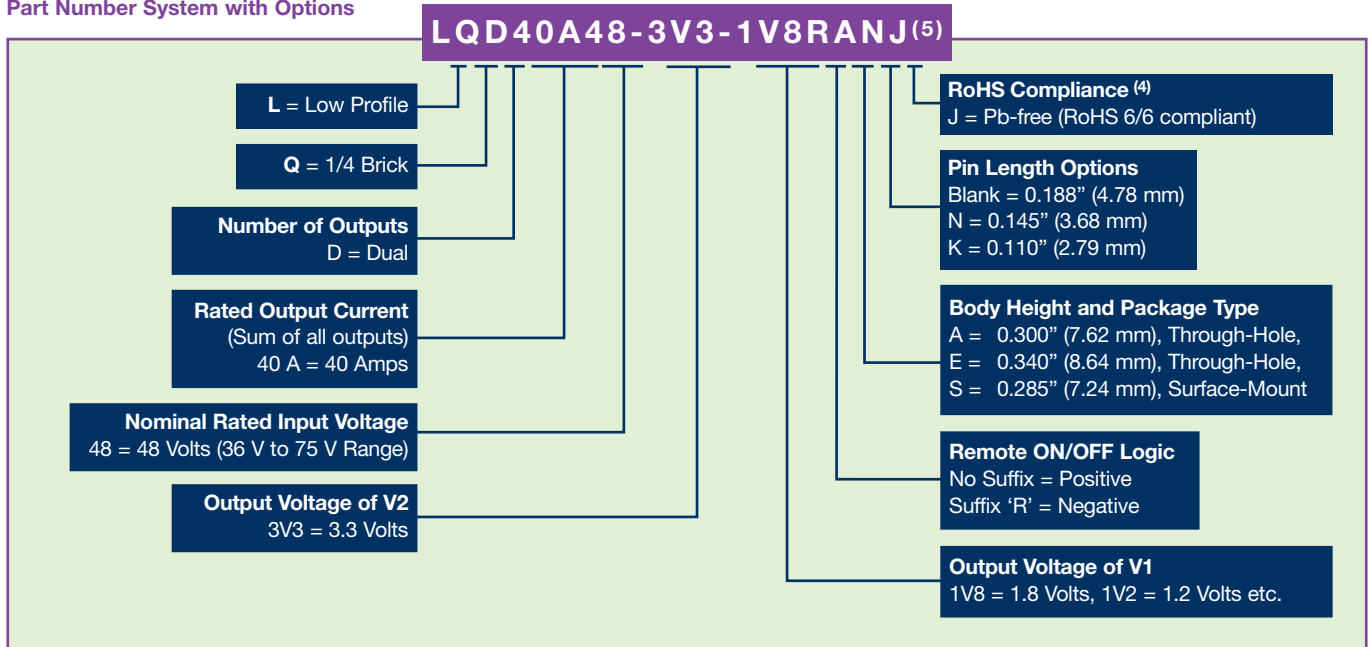 Part Number System with Options
LQD40A48-3V3-1V8RANJ(5)
L = Low Profile
Q = 1/4 Brick
Number of Outputs
D = Dual
Rated Output Current
(Sum of all outputs)
40 A = 40 Amps
Nominal Rated Input Voltage
48 = 48 Volts (36 V to 75 V Range)
Output Voltage of V2
3V3 = 3.3 Volts
RoHS Compliance (4)
J = Pb-free (RoHS 6/6 compliant)
Pin Length Options
Blank = 0.188” (4.78 mm)
N = 0.145” (3.68 mm)
K = 0.110” (2.79 mm)
Body Height and Package Type
A = 0.300” (7.62 mm), Through-Hole,
E = 0.340” (8.64 mm), Through-Hole,
S = 0.285” (7.24 mm), Surface-Mount
Remote ON/OFF Logic
No Suffix = Positive
Suffix ‘R’ = Negative
Output Voltage of V1
1V8 = 1.8 Volts, 1V2 = 1.2 Volts etc.